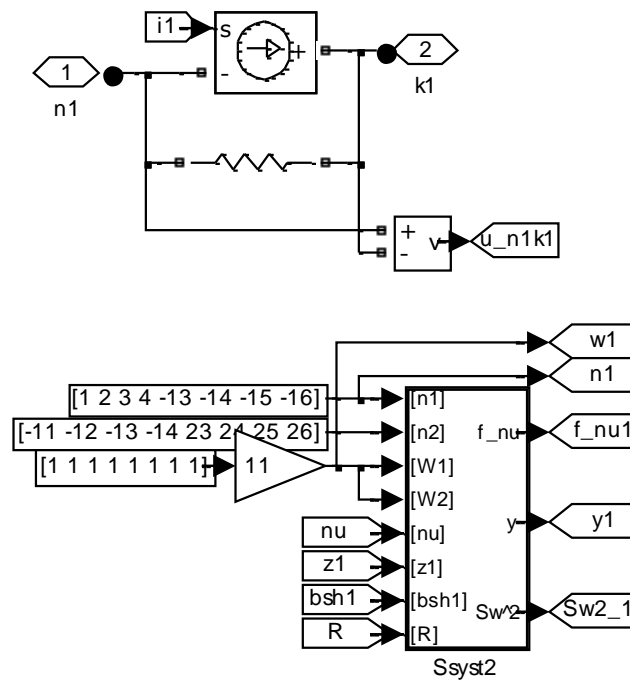 i1
s
+
-
1
n1
2
k1
+
-
v
u_n1k1
w1
n1
[1 2 3 4 -13 -14 -15 -16]
[n1]
[-11 -12 -13 -14 23 24 25 26]
[n2]
f_nu
f_nu1
[1 1 1 1 1 1 1 1]
11
[W1]
[W2]
nu
[nu]
y
y1
z1
[z1]
bsh1
[bsh1]
Sw^2
Sw2_1
R
[R]
Ssyst2